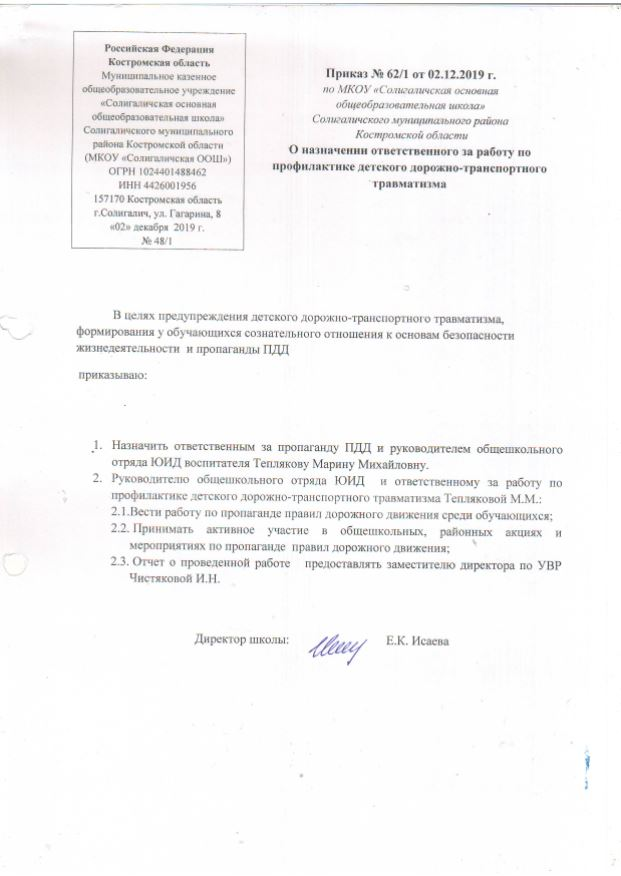 Российская Федерация
Костромская область
Муниципальное казенное
общеобразовательное учреждение
«Солигаличская основная
общеобразовательная школа»
Солигаличского муниципального
района Костромской области
(МКОУ «Солигаличская ООШ»)
ОГРН 1024401488462
ИНН 4426001956
157170 Костромская область
г.Солигалич, ул. Гагарина, 8
«02» декабря 2019 г.
№ 48/1
Приказ № 62/1 от 02.12.2019 г.
по МКОУ «Солигаличская основная
общеобразовательная школа»
Солигаличского муниципального района
Костромской области
О назначении ответственного за работу по
профилактике детского дорожно-транспортного
травматизма
В целях предупреждения детского дорожно-транспортного травматизма,
формирования у обучающихся сознательного отношения к основам безопасности
жизнедеятельности и пропаганды ПДД
приказываю:
1. Назначить ответственным за пропаганду ПДД и руководителем общешкольного
отряда ЮИД воспитателя Теплякову Марину Михайловну.
2. Руководителю общешкольного отряда ЮИД и ответственному за работу по
профилактике детского дорожно-транспортного травматизма Тепляковой М.М.:
2.1.Вести работу по пропаганде правил дорожного движения среди обучающихся;
2.2. Принимать активное участие в общешкольных, районных акциях и
мероприятиях по пропаганде правил дорожного движения;
2.3. Отчет о проведенной работе предоставлять заместителю директора по УВР
Чистяковой И.Н.
Директор школы: Е.К. Исаева